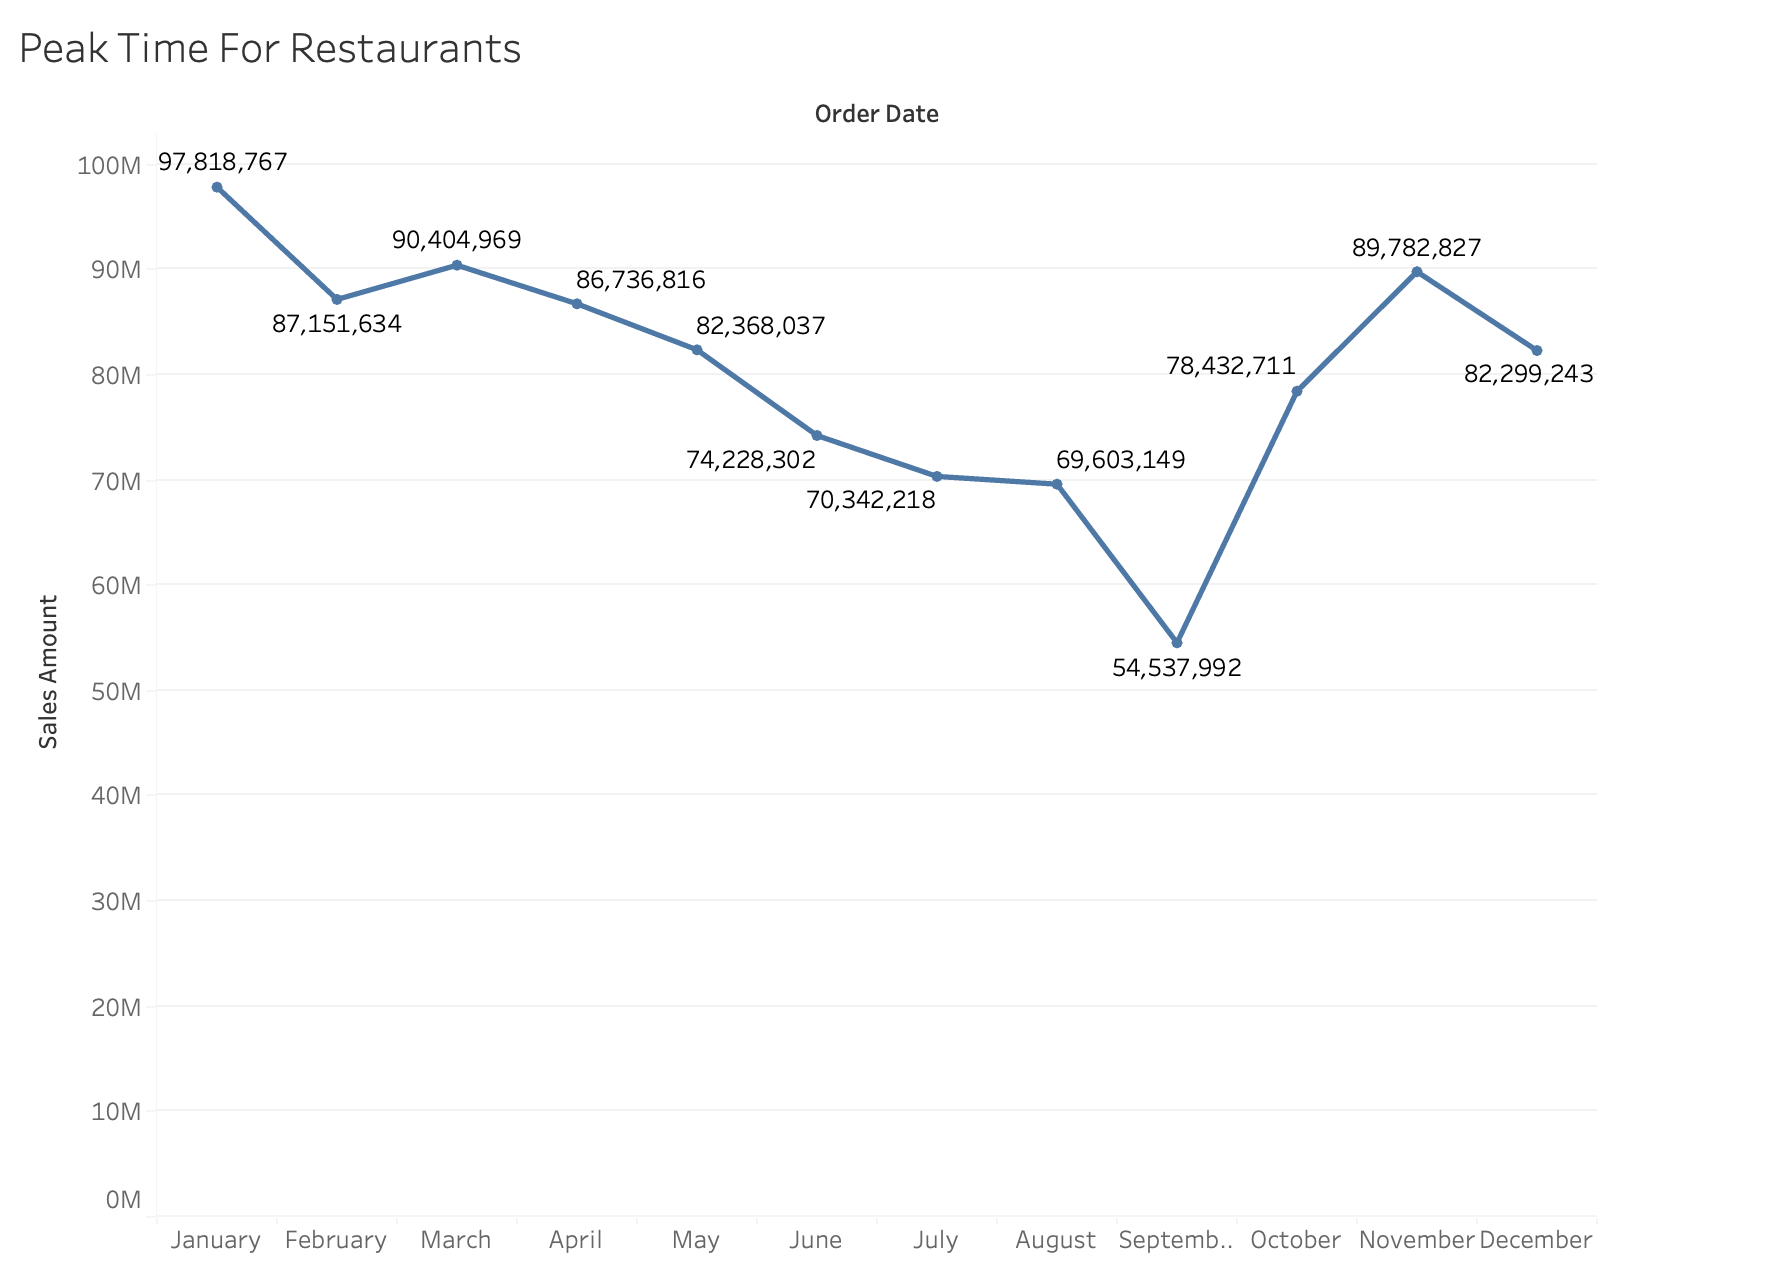 Peak Time For Restaurants
Order Date
100M
90M
80M
70M
60M
50M
40M
30M
20M
10M
0M
Sales Amount
97,818,767
87,151,634
90,404,969
86,736,816
82,368,037
74,228,302
70,342,218
69,603,149
54,537,992
78,432,711
89,782,827
82,299,243
January February March April May June July August Septemb.. October November December